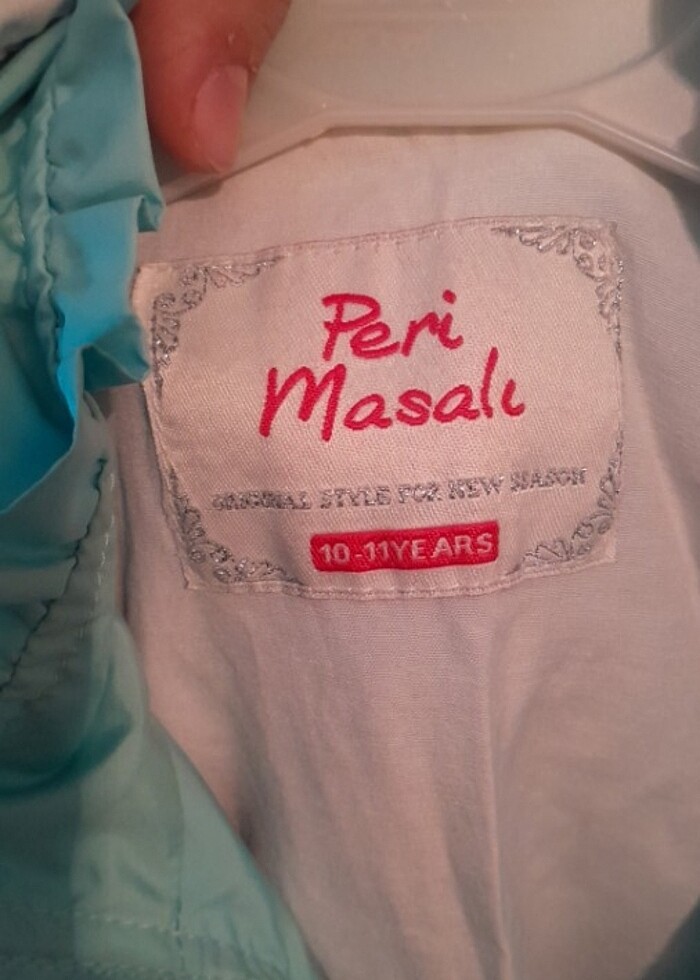 Peri
Masalı
ORIGINAL STYLE FOR NEW SEASON
10-11YEARS